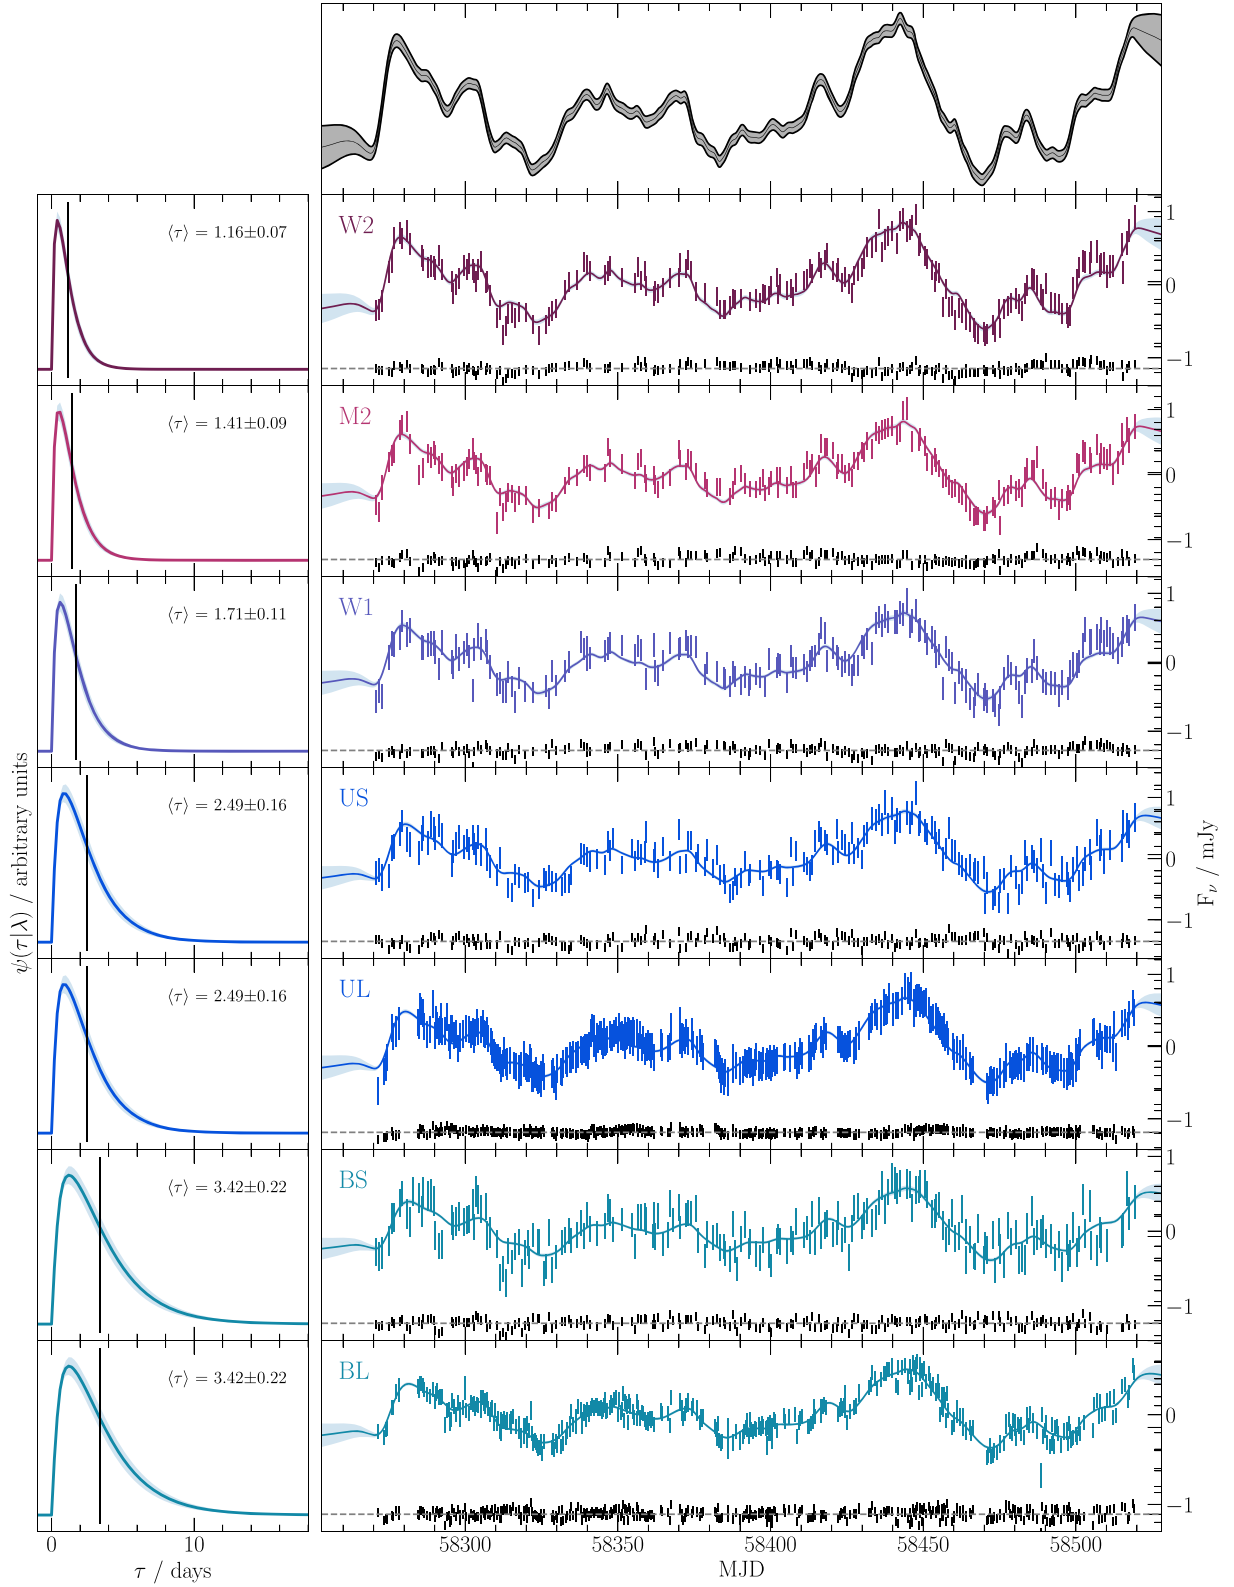 ⟨τ⟩ = 1.16±0.07
W2
1
0
−1
⟨τ⟩ = 1.41±0.09
M2
1
0
−1
⟨τ⟩ = 1.71±0.11
W1
1
0
−1
⟨τ⟩ = 2.49±0.16
US
1
0
−1
⟨τ⟩ = 2.49±0.16
UL
1
0
−1
⟨τ⟩ = 3.42±0.22
BS
1
0
−1
⟨τ⟩ = 3.42±0.22
BL
0
−1
ψ(τ|λ) / arbitrary units
F_ν / mJy
0 10
τ / days
58300 58350 58400 58450 58500
MJD